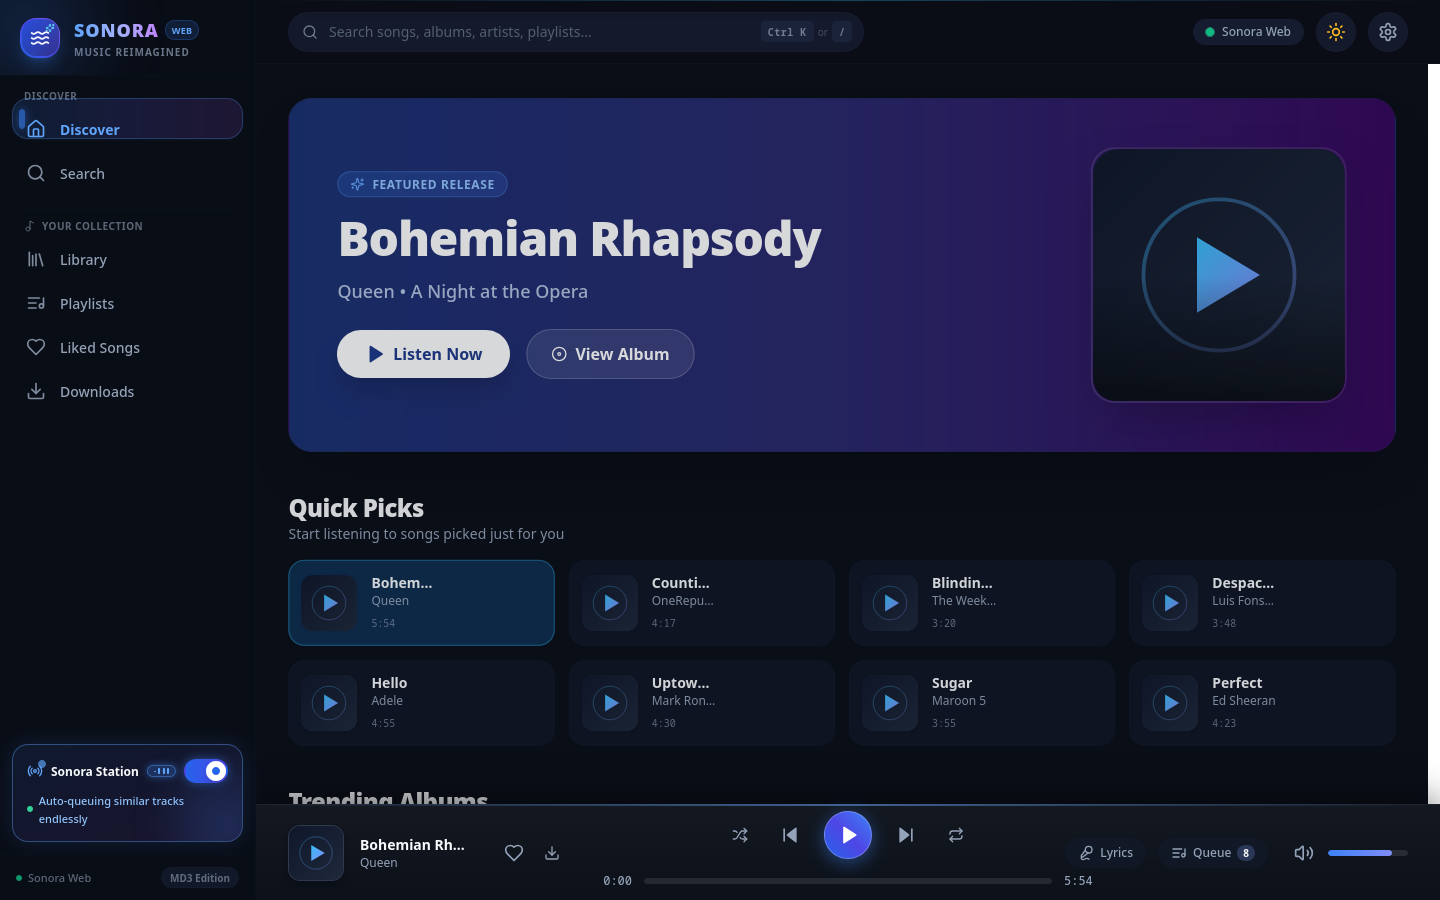 SONORA WEB
MUSIC REIMAGINED
Search songs, albums, artists, playlists...
Ctrl K or /
Sonora Web
DISCOVER
Discover
Search
YOUR COLLECTION
Library
Playlists
Liked Songs
Downloads
FEATURED RELEASE
Bohemian Rhapsody
Queen • A Night at the Opera
Listen Now
View Album
Quick Picks
Start listening to songs picked just for you
Bohem...
Queen
5:54
Counti...
OneRepu...
4:17
Blindin...
The Week...
3:20
Despac...
Luis Fons...
3:48
Hello
Adele
4:55
Uptow...
Mark Ron...
4:30
Sugar
Maroon 5
3:55
Perfect
Ed Sheeran
4:23
Trending Albums
Sonora Station
Auto-queuing similar tracks
endlessly
Sonora Web
MD3 Edition
Bohemian Rh...
Queen
0:00
5:54
Lyrics
Queue 8